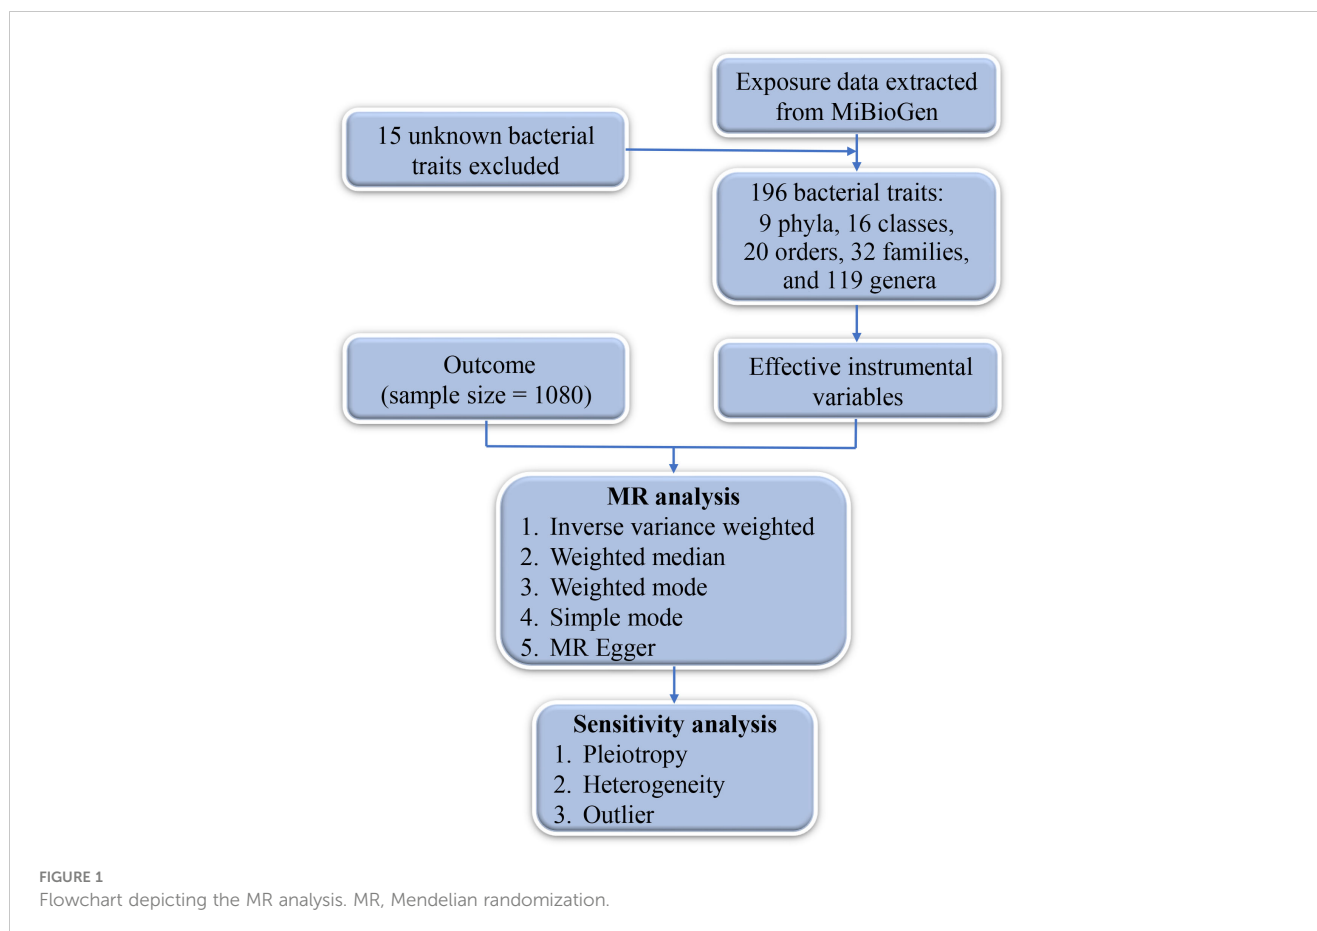 Exposure data extracted
from MiBioGen
15 unknown bacterial
traits excluded
196 bacterial traits:
9 phyla, 16 classes,
20 orders, 32 families,
and 119 genera
Outcome
(sample size = 1080)
Effective instrumental
variables
MR analysis
1. Inverse variance weighted
2. Weighted median
3. Weighted mode
4. Simple mode
5. MR Egger
Sensitivity analysis
1. Pleiotropy
2. Heterogeneity
3. Outlier
FIGURE 1
Flowchart depicting the MR analysis. MR, Mendelian randomization.